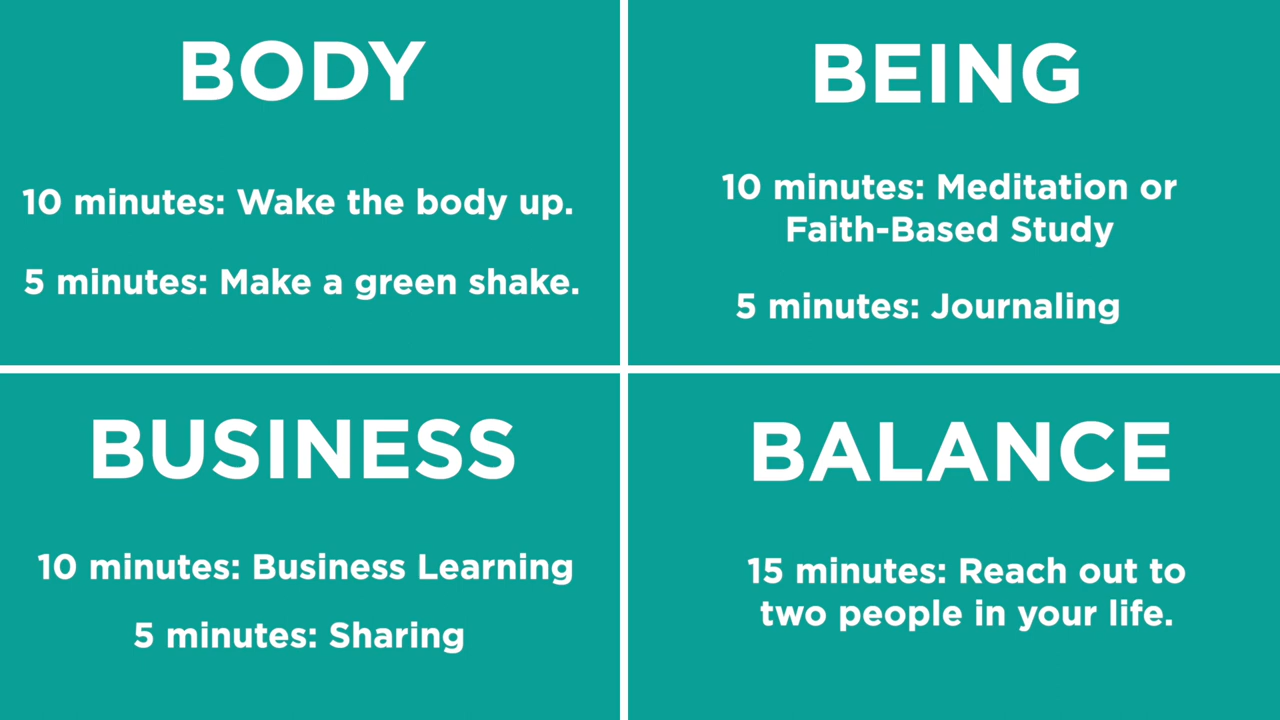 BODY
10 minutes: Wake the body up.
5 minutes: Make a green shake.
BEING
10 minutes: Meditation or
Faith-Based Study
5 minutes: Journaling
BUSINESS
10 minutes: Business Learning
5 minutes: Sharing
BALANCE
15 minutes: Reach out to
two people in your life.